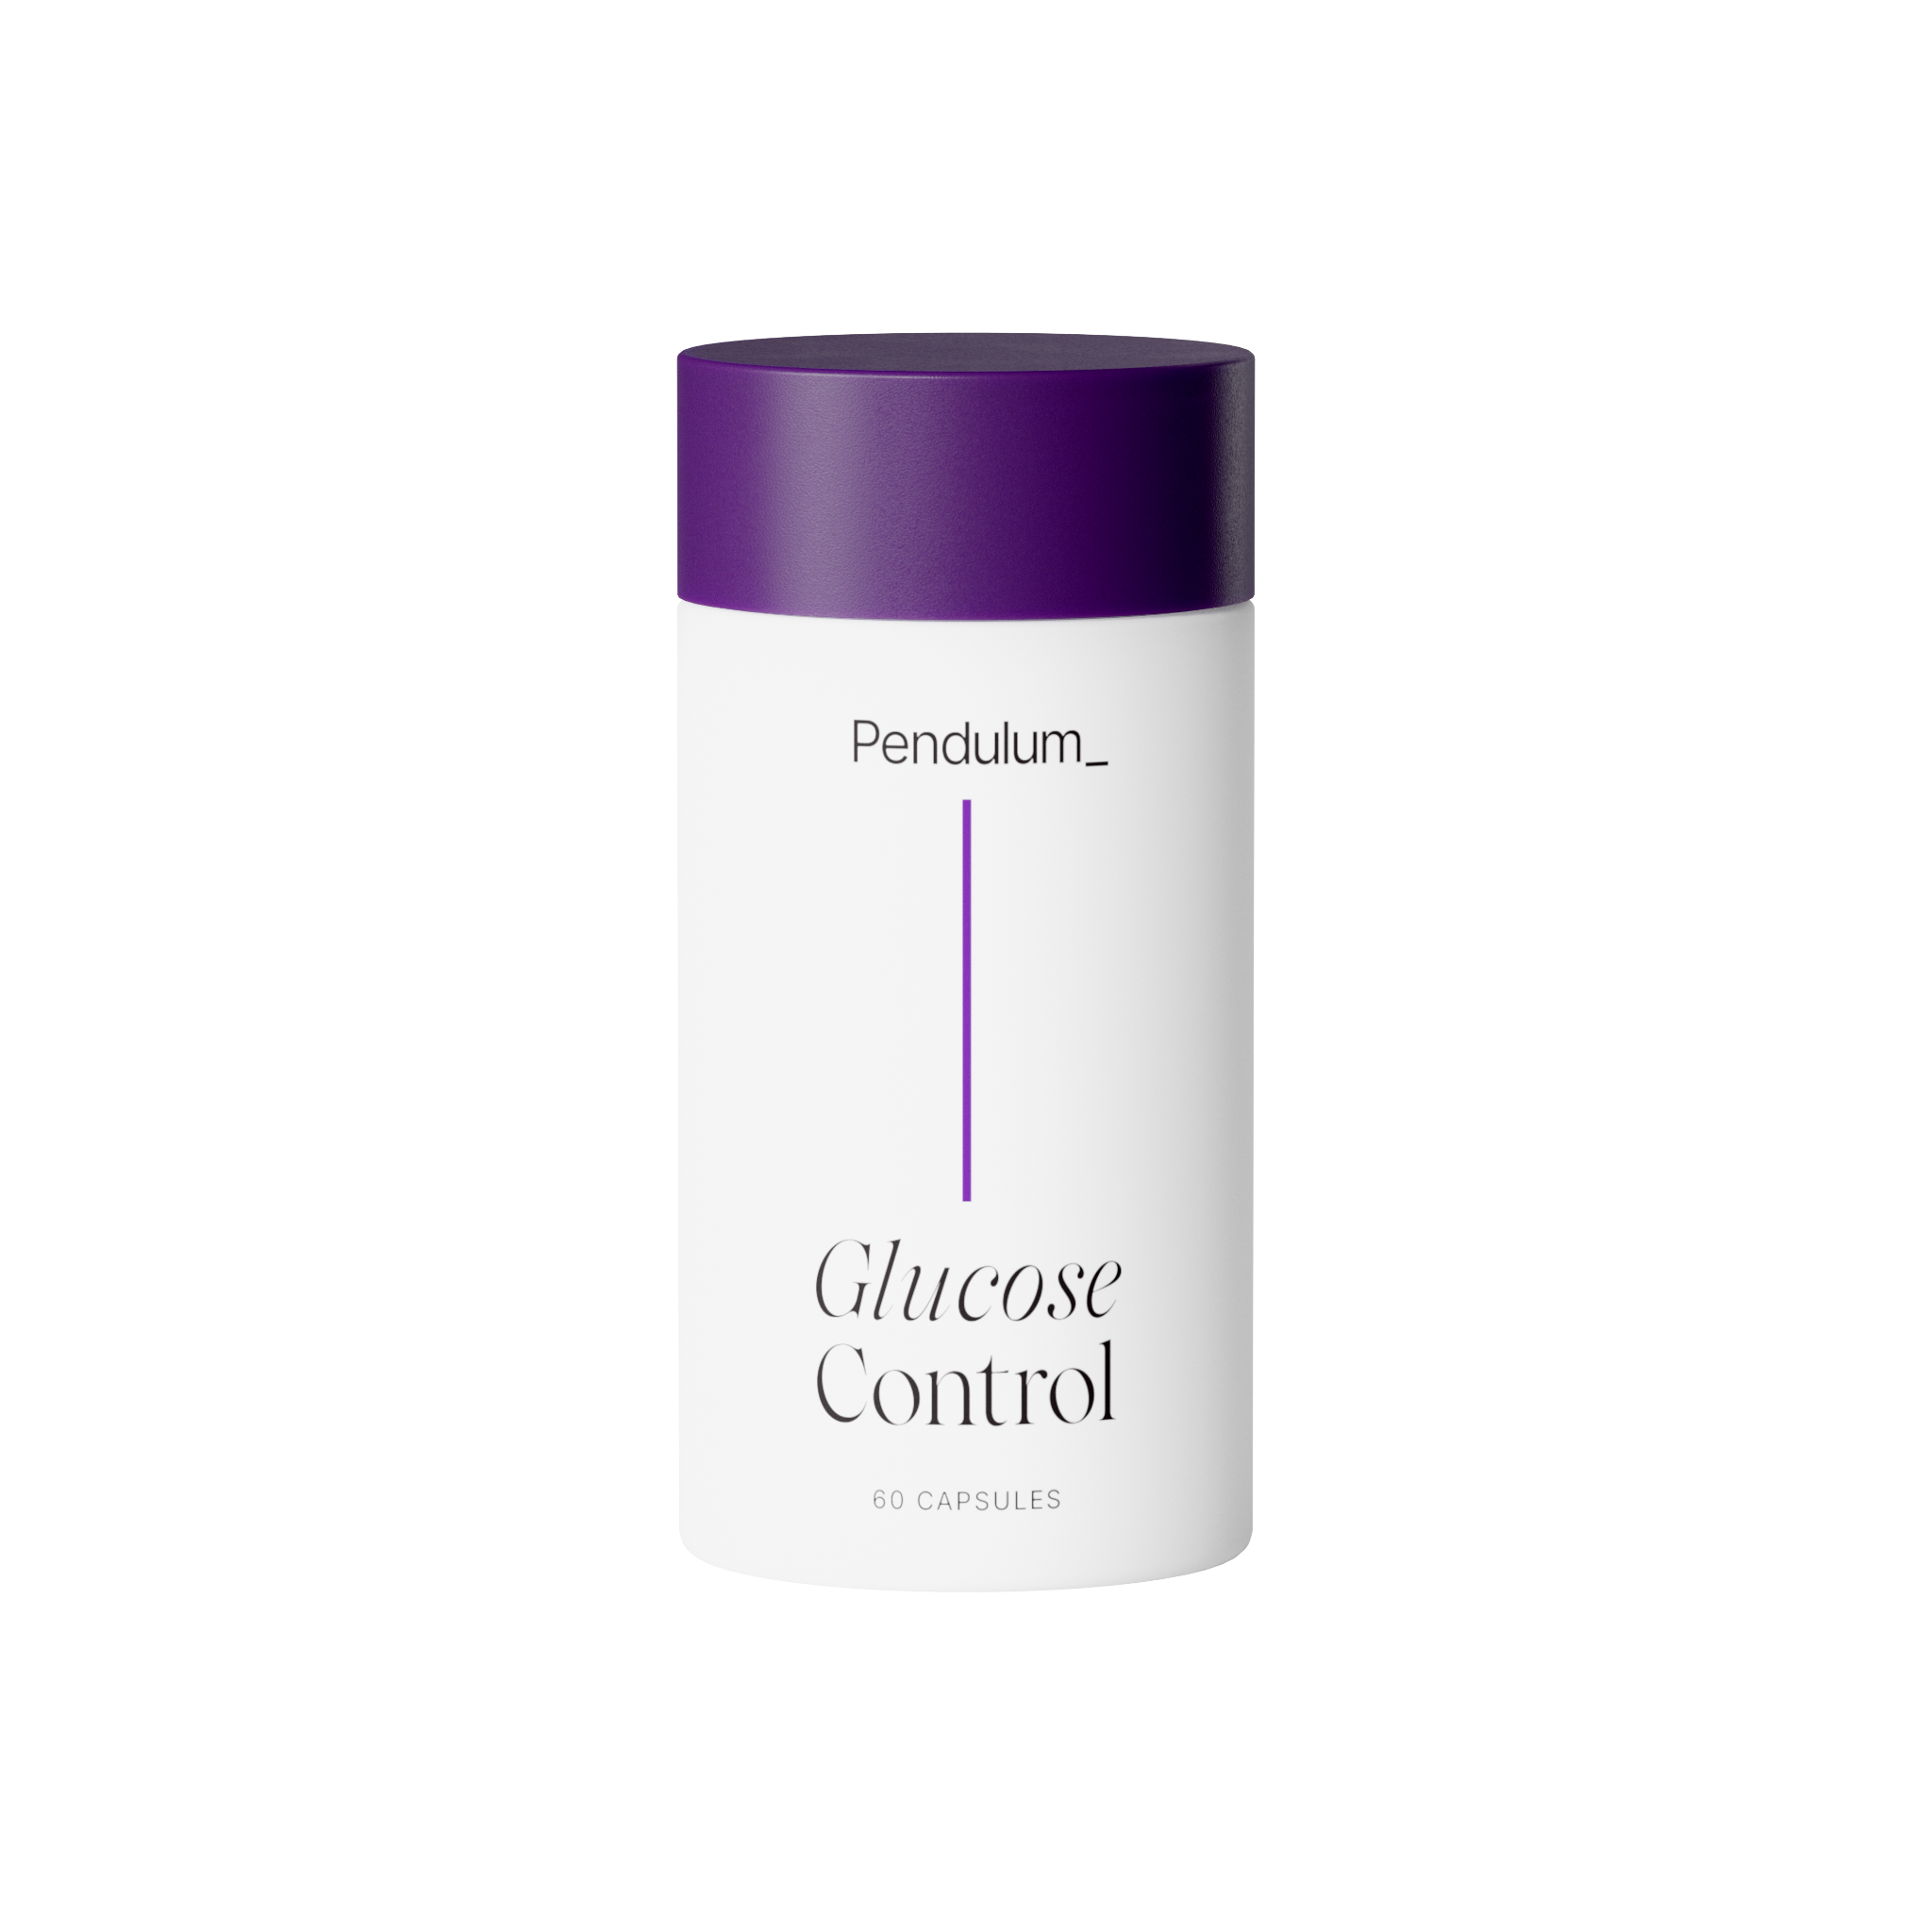 Pendulum_
Glucose
Control
60 CAPSULES